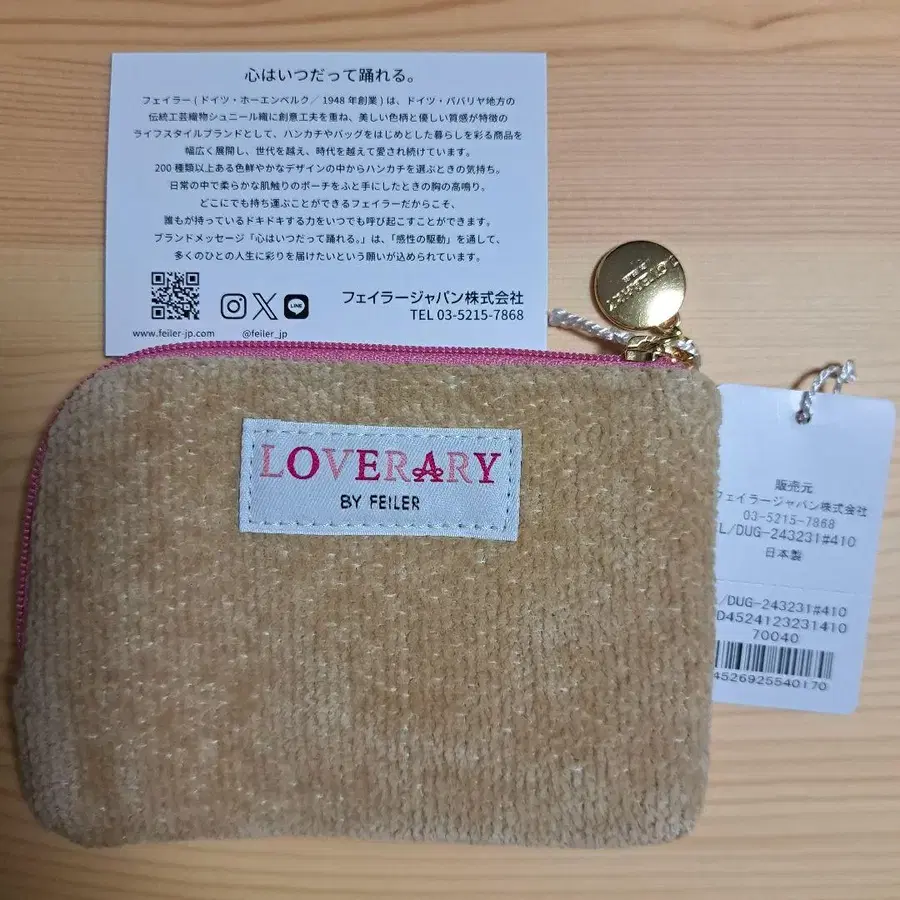 心はいつだって踊れる。
フェイラー(ドイツ・ホーエンベルク／1948年創業)は、ドイツ・ババリヤ地方の
伝統工芸織物シュニール織に創意工夫を重ね、美しい色柄と優しい質感が特徴の
ライフスタイルブランドとして、ハンカチやバッグをはじめとした暮らしを彩る商品を
幅広く展開し、世代を越え、時代を越えて愛され続けています。
200種類以上ある色鮮やかなデザインの中からハンカチを選ぶときの気持ち。
日常の中で柔らかな肌触りのポーチをふと手にしたときの胸の高鳴り。
どこにでも持ち運ぶことができるフェイラーだからこそ、
誰もが持っているドキドキする力をいつでも呼び起こすことができます。
ブランドメッセージ「心はいつだって踊れる。」は、「感性の駆動」を通して、
多くのひとの人生に彩りを届けたいという願いが込められています。
フェイラージャパン株式会社
TEL 03-5215-7868
www.feiler-jp.com
@feiler_jp
LINE
LOVERARY
BY FEILER
販売元
フェイラージャパン株式会社
03-5215-7868
L/DUG-243231#410
日本製
L/DUG-243231#410
D4524123231410
70040
4526925540170